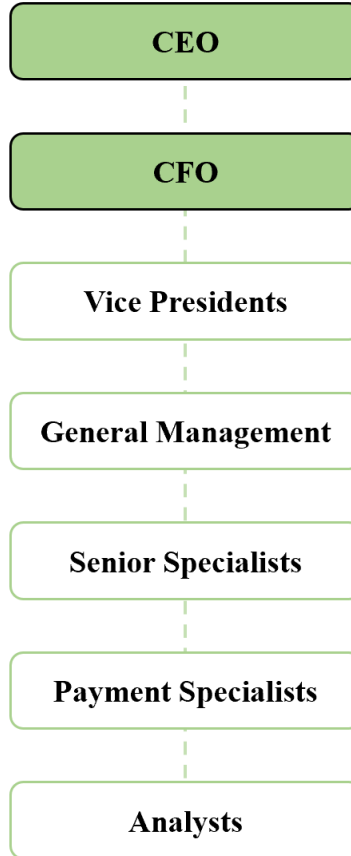 CEO
CFO
Vice Presidents
General Management
Senior Specialists
Payment Specialists
Analysts